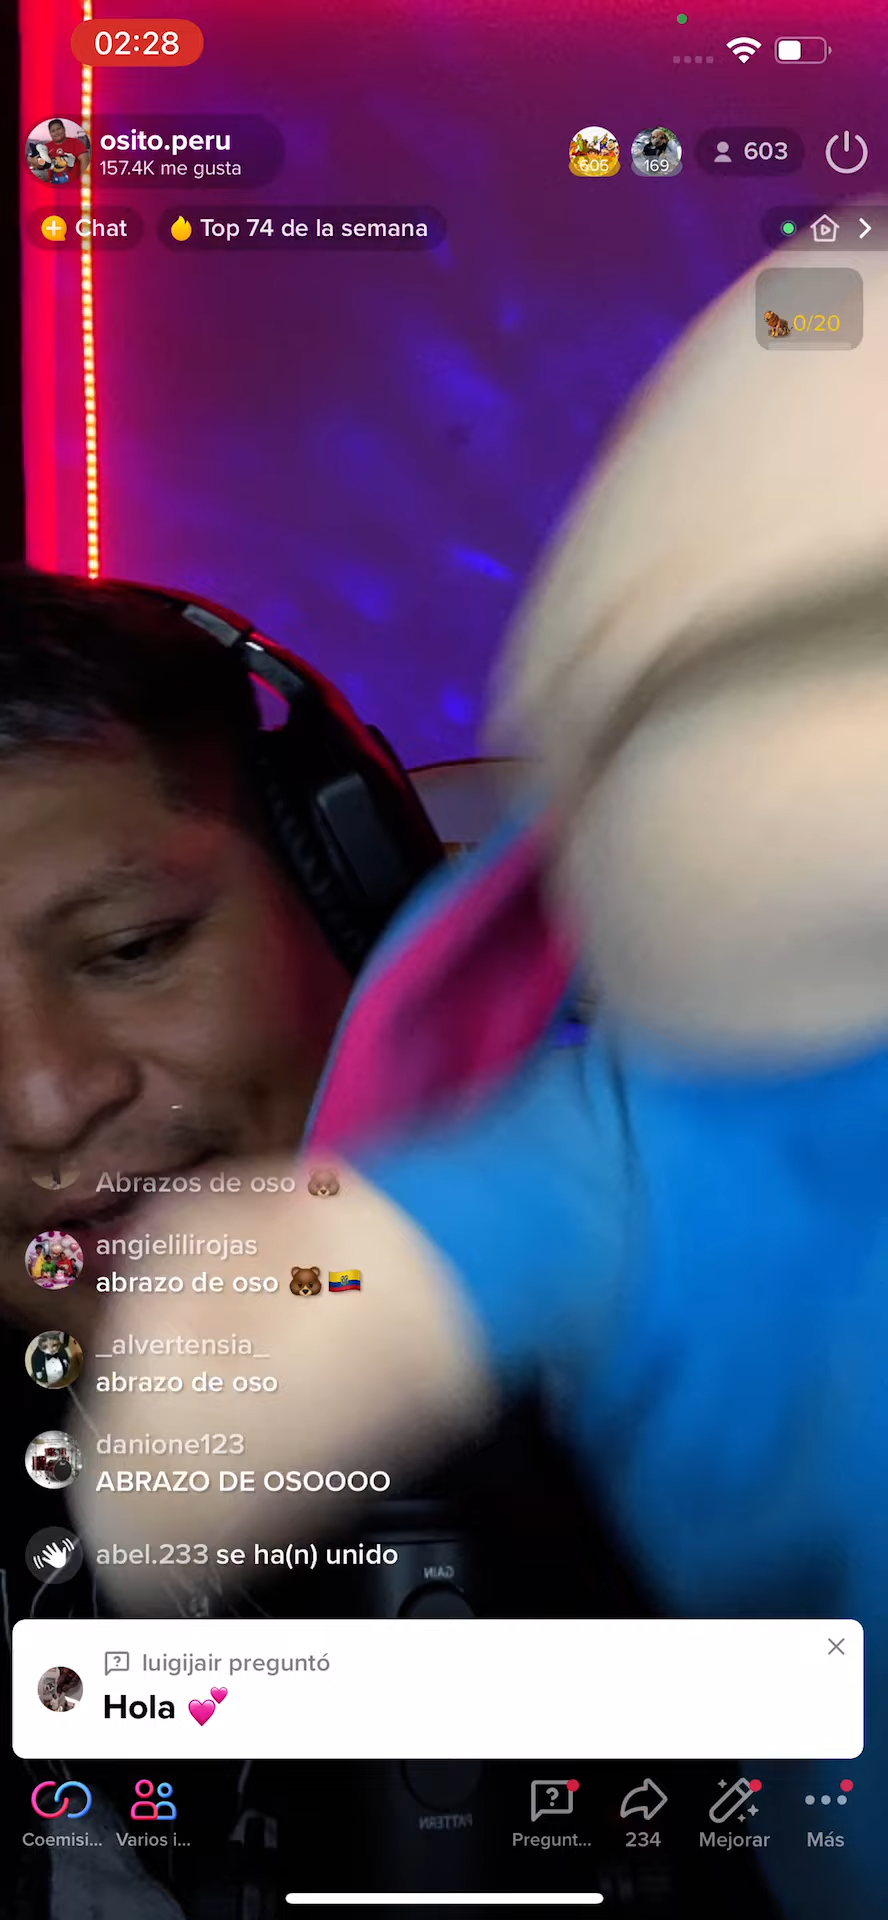 02:28
osito.peru
157.4K me gusta
605
169
603
Chat
Top 74 de la semana
0/20
Abrazos de oso 🐻
angielilirojas
abrazo de oso 🐻🇪🇨
_alvertensia_
abrazo de oso
danione123
ABRAZO DE OSOOOO
abel.233 se ha(n) unido
GAIN
luigijair preguntó
Hola 💕
PATTERN
Coemisi...
Varios i...
Pregunt...
234
Mejorar
Más